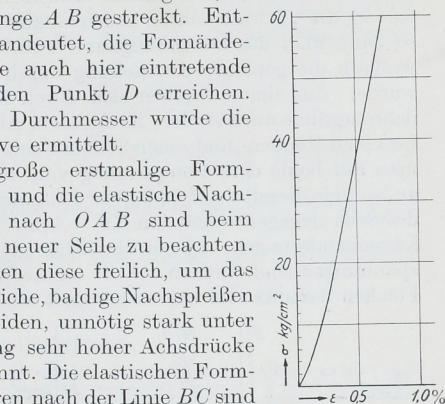 nge A B gestreckt. Ent-
andeutet, die Formände-
e auch hier eintretende
den Punkt D erreichen.
Durchmesser wurde die
ve ermittelt.
große erstmalige Form-
und die elastische Nach-
nach O A B sind beim
neuer Seile zu beachten.
en diese freilich, um das
iche, baldige Nachspleißen
iden, unnötig stark unter
ng sehr hoher Achsdrücke
nnt. Die elastischen Form-
ren nach der Linie B C sind
60
40
20
σ kg/cm²
ε 0,5 1,0%